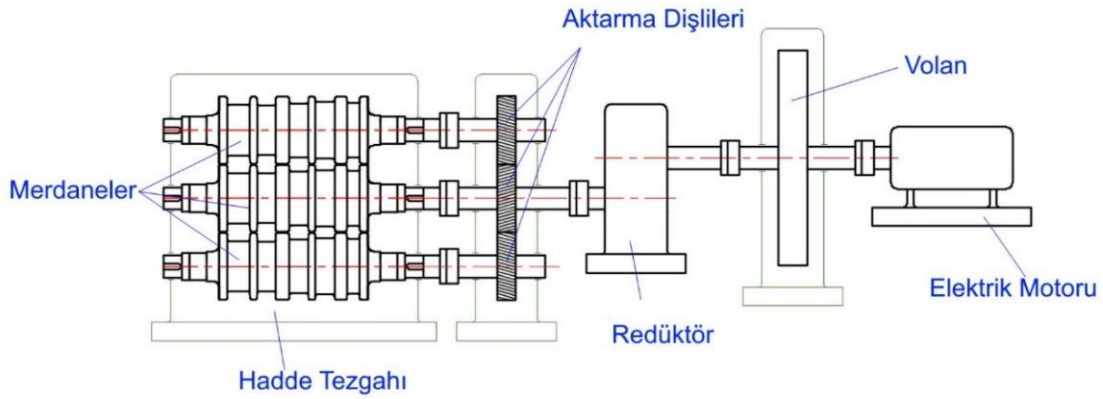 Aktarma Dişlileri
Volan
Merdaneler
Elektrik Motoru
Redüktör
Hadde Tezgahı